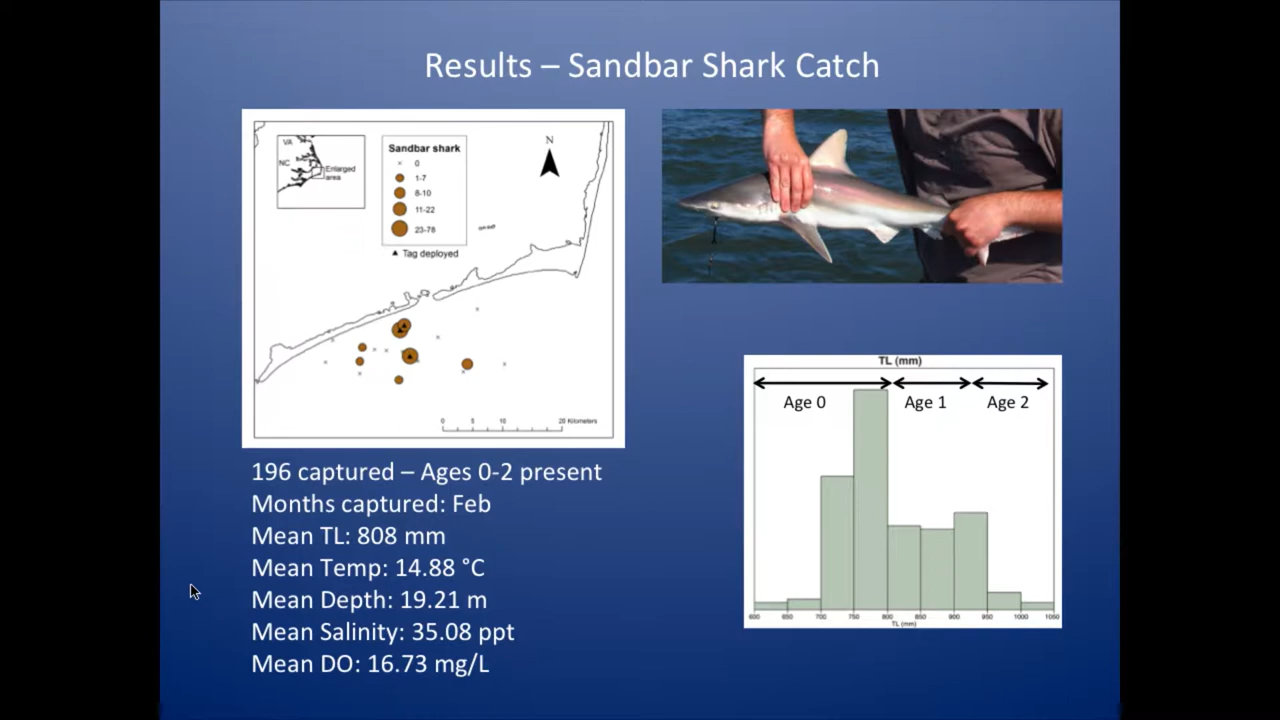 Results – Sandbar Shark Catch
VA
NC
Enlarged
area
Sandbar shark
0
1-7
8-10
11-22
23-78
Tag deployed
N
0 5 10 20 Kilometers
196 captured – Ages 0-2 present
Months captured: Feb
Mean TL: 808 mm
Mean Temp: 14.88 °C
Mean Depth: 19.21 m
Mean Salinity: 35.08 ppt
Mean DO: 16.73 mg/L
TL (mm)
Age 0 Age 1 Age 2
600 650 700 750 800 850 900 950 1000 1050
TL (mm)